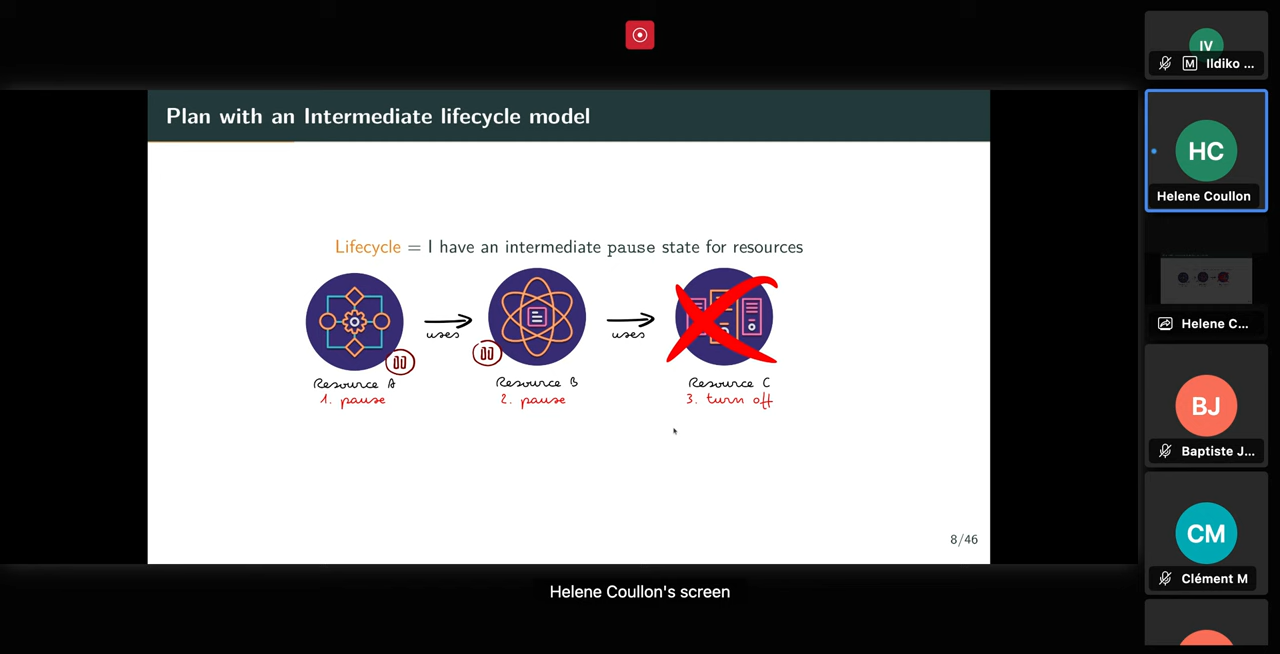 Plan with an Intermediate lifecycle model
Lifecycle = I have an intermediate pause state for resources
uses
uses
Resource A
1. pause
Resource B
2. pause
Resource C
3. turn off
8/46
Helene Coullon's screen
IV
M Ildiko ...
HC
Helene Coullon
Helene C...
BJ
Baptiste J...
CM
Clément M